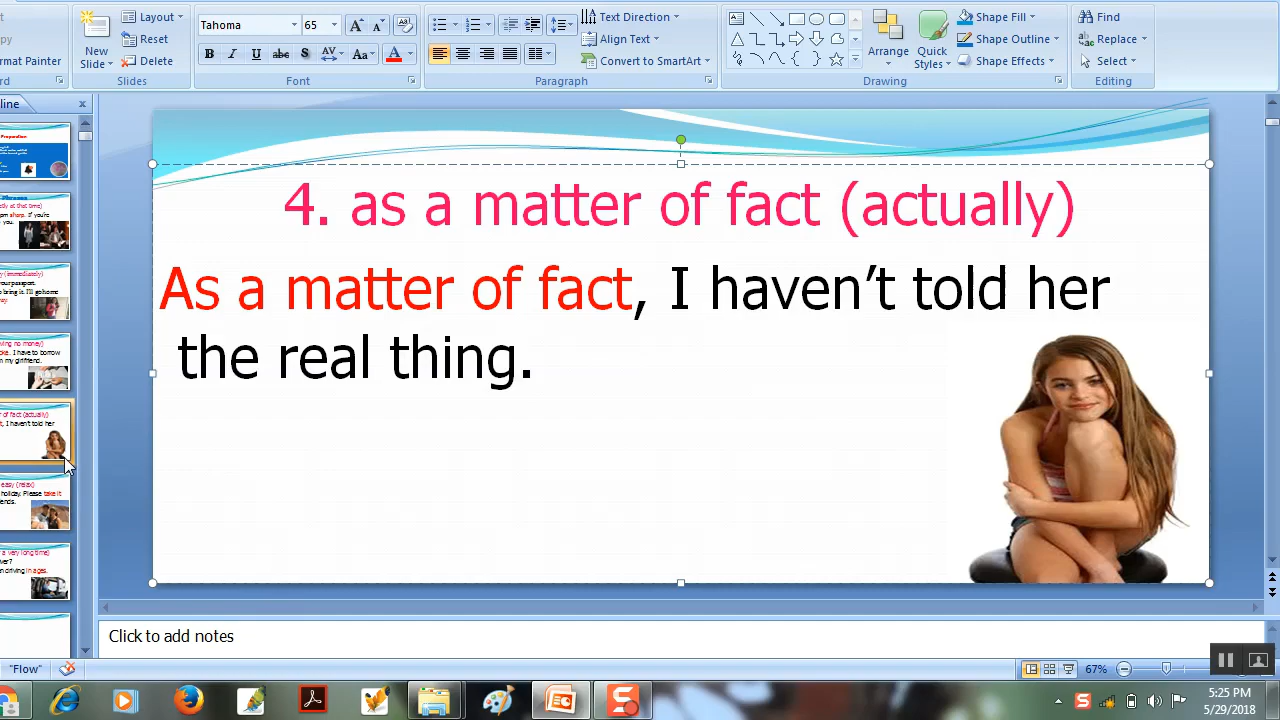 Layout
Reset
Delete
New
Slide
Format Painter
Slides
Tahoma
65
Font
Text Direction
Align Text
Convert to SmartArt
Paragraph
Arrange
Quick
Styles
Shape Fill
Shape Outline
Shape Effects
Drawing
Find
Replace
Select
Editing
4. as a matter of fact (actually)
As a matter of fact, I haven’t told her
the real thing.
Click to add notes
"Flow"
67%
5:25 PM
5/29/2018